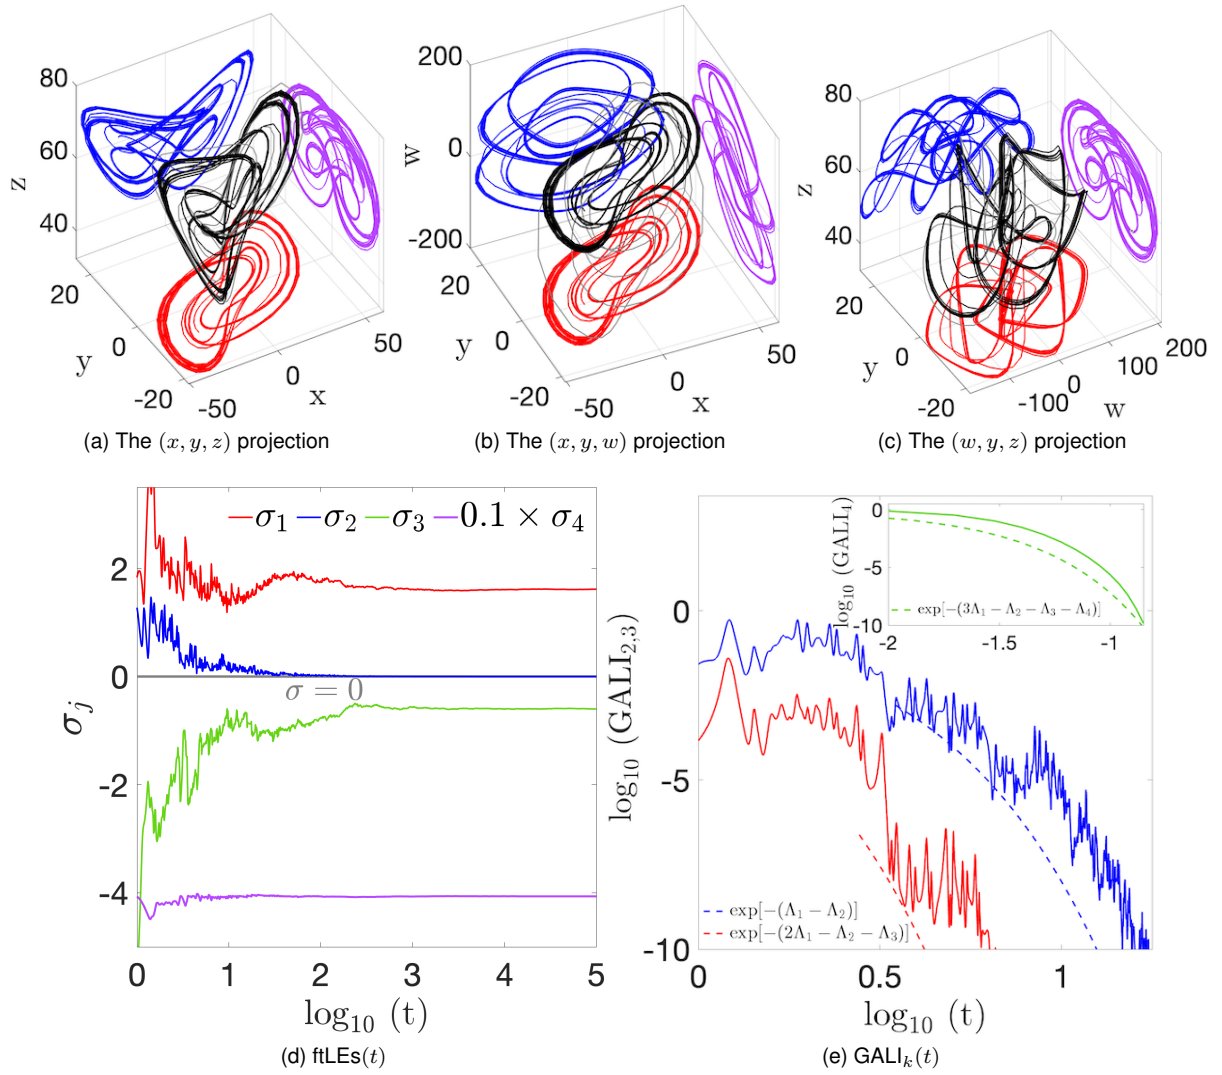 80
60
40
z
20
0
-20
y
-50
0
50
x
200
0
-200
w
20
0
-20
y
-50
0
50
x
80
60
40
20
z
0
-20
y
-100
0
100
200
w
(a) The (x, y, z) projection
(b) The (x, y, w) projection
(c) The (w, y, z) projection
σ₁ σ₂ σ₃ 0.1 × σ₄
2
0
-2
-4
σ = 0
σⱼ
0 1 2 3 4 5
log₁₀ (t)
(d) ftLEs(t)
log₁₀ (GALI₄)
0
-5
-10
exp[-(3Λ₁ - Λ₂ - Λ₃ - Λ₄)]
-2 -1.5 -1
log₁₀ (GALI₂,₃)
0
-5
-10
exp[-(Λ₁ - Λ₂)]
exp[-(2Λ₁ - Λ₂ - Λ₃)]
0 0.5 1
log₁₀ (t)
(e) GALIₖ(t)